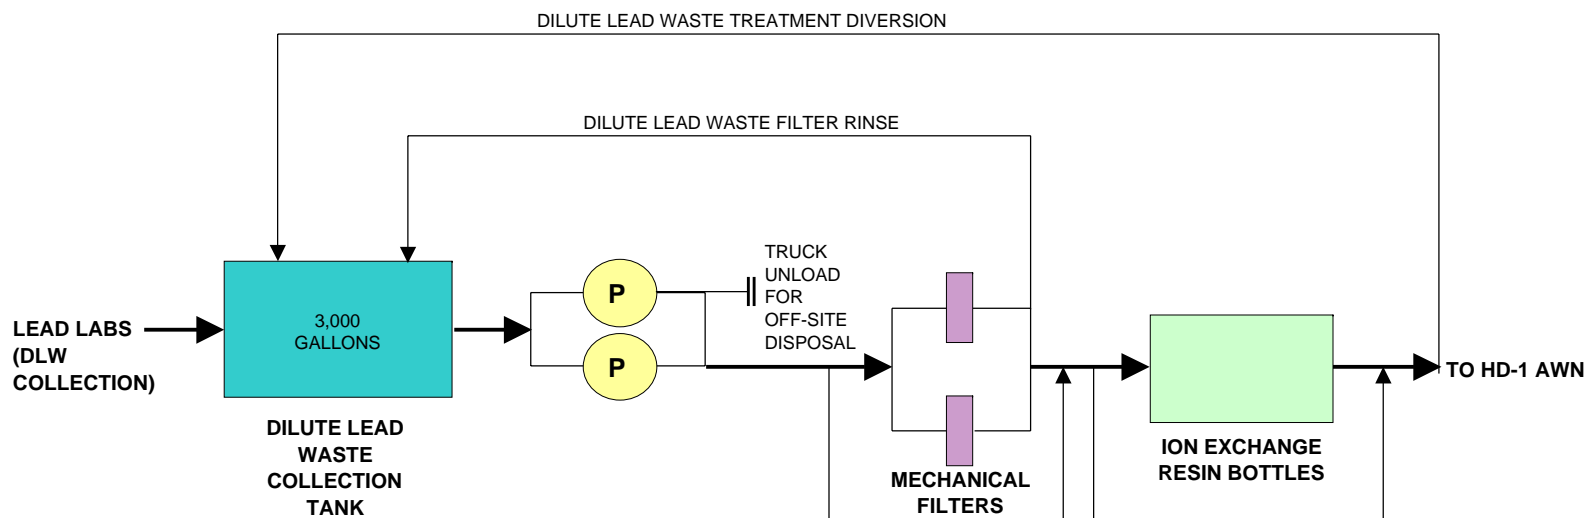 DILUTE LEAD WASTE TREATMENT DIVERSION
DILUTE LEAD WASTE FILTER RINSE
TRUCK
UNLOAD
FOR
OFF-SITE
DISPOSAL
P
P
LEAD LABS
(DLW
COLLECTION)
3,000
GALLONS
DILUTE LEAD
WASTE
COLLECTION
TANK
MECHANICAL
FILTERS
ION EXCHANGE
RESIN BOTTLES
TO HD-1 AWN